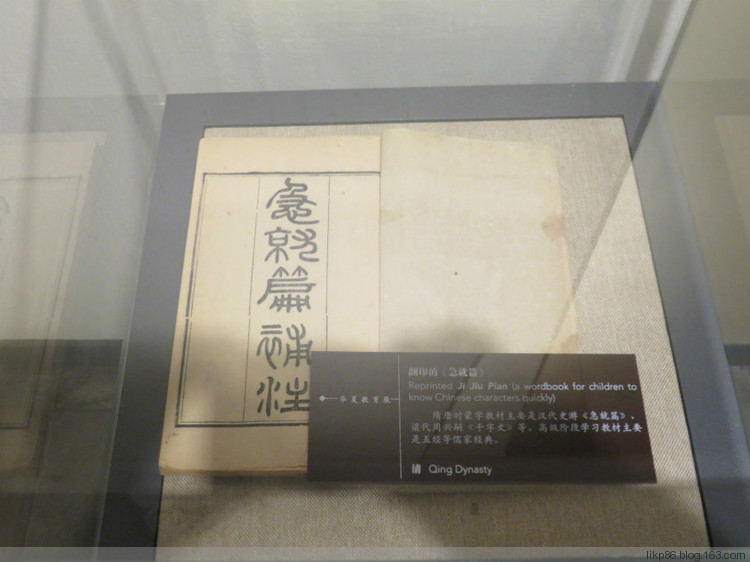 急就篇補注
翻印的《急就篇》
Reprinted Ji Jiu Pian (a wordbook for children to
know Chinese characters quickly)
华夏教育展
隋唐时蒙学教材主要是汉代史游《急就篇》、
梁代周兴嗣《千字文》等。高级阶段学习教材主要
是五经等儒家经典。
清 Qing Dynasty
likp86.blog.163.com